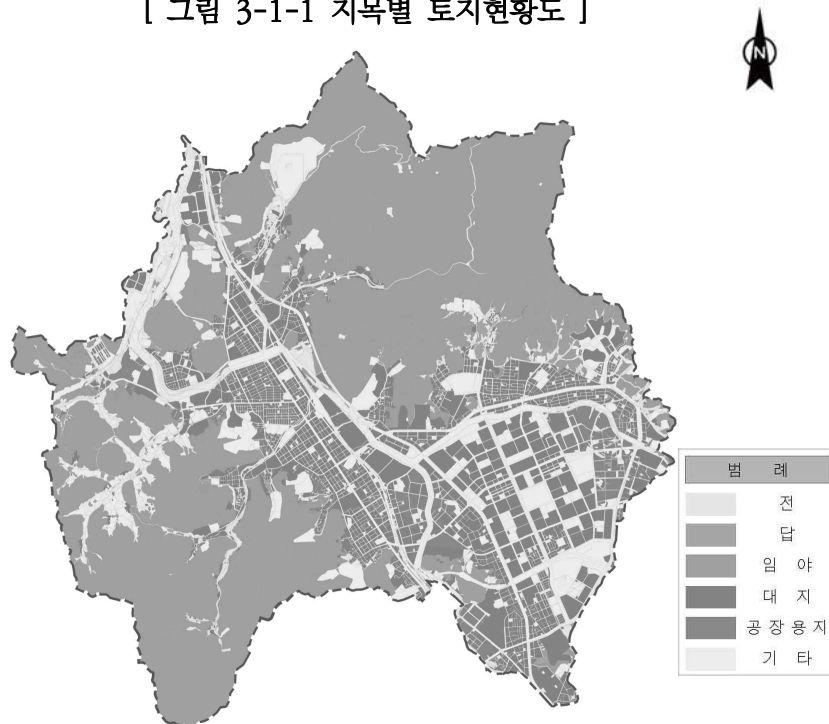 [ 그림 3-1-1 지목별 토지현황도 ]
N
범 례
전
답
임 야
대 지
공 장 용 지
기 타